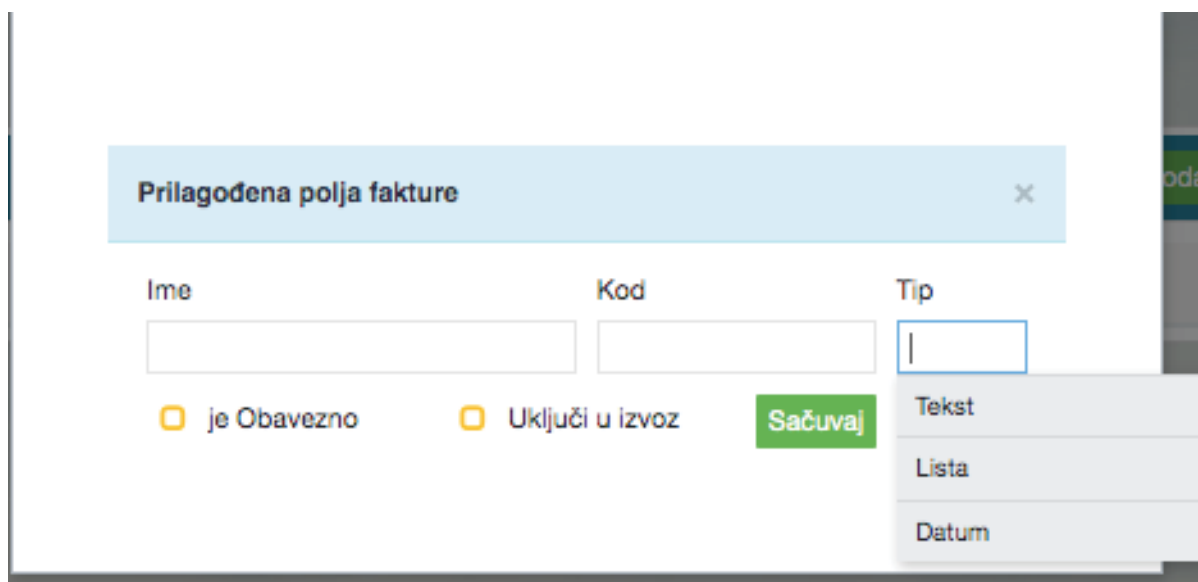 Prilagođena polja fakture ×
Ime Kod Tip
je Obavezno Uključi u izvoz Sačuvaj
Tekst
Lista
Datum